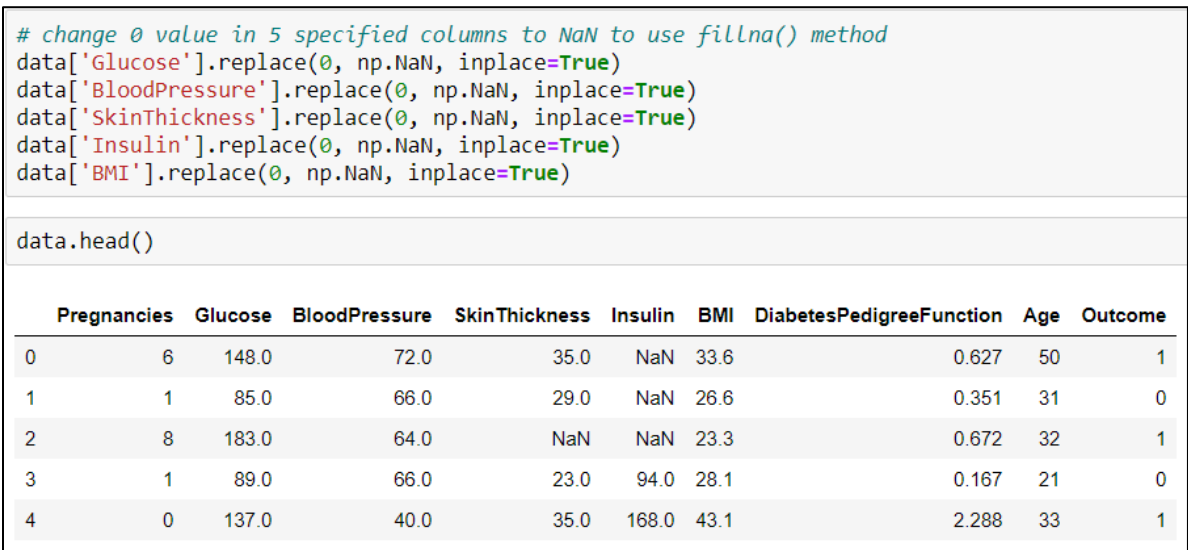 # change 0 value in 5 specified columns to NaN to use fillna() method
data['Glucose'].replace(0, np.NaN, inplace=True)
data['BloodPressure'].replace(0, np.NaN, inplace=True)
data['SkinThickness'].replace(0, np.NaN, inplace=True)
data['Insulin'].replace(0, np.NaN, inplace=True)
data['BMI'].replace(0, np.NaN, inplace=True)
data.head()
Pregnancies Glucose BloodPressure SkinThickness Insulin BMI DiabetesPedigreeFunction Age Outcome
0 6 148.0 72.0 35.0 NaN 33.6 0.627 50 1
1 1 85.0 66.0 29.0 NaN 26.6 0.351 31 0
2 8 183.0 64.0 NaN NaN 23.3 0.672 32 1
3 1 89.0 66.0 23.0 94.0 28.1 0.167 21 0
4 0 137.0 40.0 35.0 168.0 43.1 2.288 33 1